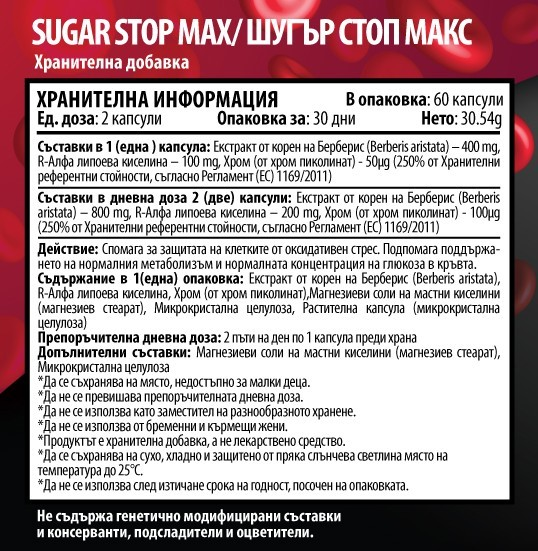 SUGAR STOP MAX/ ШУГЪР СТОП МАКС
Хранителна добавка
ХРАНИТЕЛНА ИНФОРМАЦИЯ В опаковка: 60 капсули
Ед. доза: 2 капсули Опаковка за: 30 дни Нето: 30.54g
Съставки в 1 (една ) капсула: Екстракт от корен на Берберис (Berberis aristata) – 400 mg,
R-Алфа липоева киселина – 100 mg, Хром (от хром пиколинат) - 50µg (250% от Хранителни
референтни стойности, съгласно Регламент (ЕС) 1169/2011)
Съставки в дневна доза 2 (две) капсули: Екстракт от корен на Берберис (Berberis
aristata) – 800 mg, R-Алфа липоева киселина – 200 mg, Хром (от хром пиколинат) - 100µg
(250% от Хранителни референтни стойности, съгласно Регламент (ЕС) 1169/2011)
Действие: Спомага за защитата на клетките от оксидативен стрес. Подпомага поддържа-
нето на нормалния метаболизъм и нормалната концентрация на глюкоза в кръвта.
Съдържание в 1(една) опаковка: Екстракт от корен на Берберис (Berberis aristata),
R-Алфа липоева киселина, Хром (от хром пиколинат),Магнезиеви соли на мастни киселини
(магнезиев стеарат), Микрокристална целулоза, Растителна капсула (микрокристална
целулоза)
Препоръчителна дневна доза: 2 пъти на ден по 1 капсула преди храна
Допълнителни съставки: Магнезиеви соли на мастни киселини (магнезиев стеарат),
Микрокристална целулоза
*Да се съхранява на място, недостъпно за малки деца.
*Да не се превишава препоръчителната дневна доза.
*Да не се използва като заместител на разнообразното хранене.
*Да не се използва от бременни и кърмещи жени.
*Продуктът е хранителна добавка, а не лекарствено средство.
*Да се съхранява на сухо, хладно и защитено от пряка слънчева светлина място на
температура до 25°C.
*Да не се използва след изтичане срока на годност, посочен на опаковката.
Не съдържа генетично модифицирани съставки
и консерванти, подсладители и оцветители.